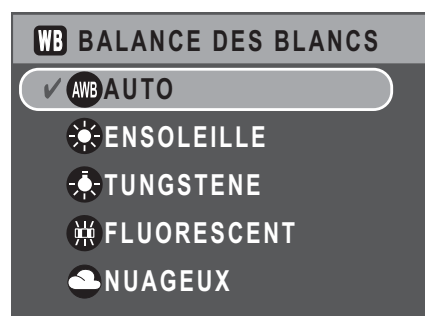 WB BALANCE DES BLANCS
AWB AUTO
ENSOLEILLE
TUNGSTENE
FLUORESCENT
NUAGEUX